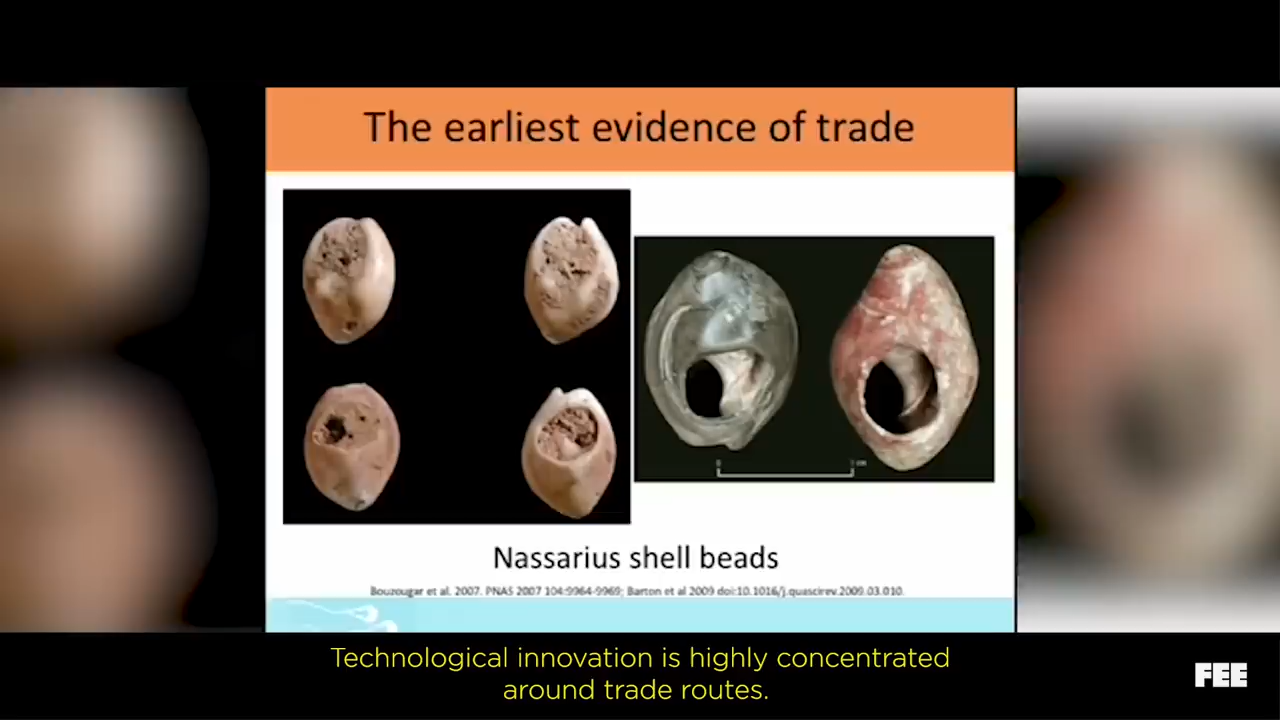 The earliest evidence of trade
Nassarius shell beads
Bouzougar et al. 2007. PNAS 2007 104:9964-9969; Barton et al 2009 doi:10.1016/j.quascirev.2009.03.010.
Technological innovation is highly concentrated
around trade routes.
FEE